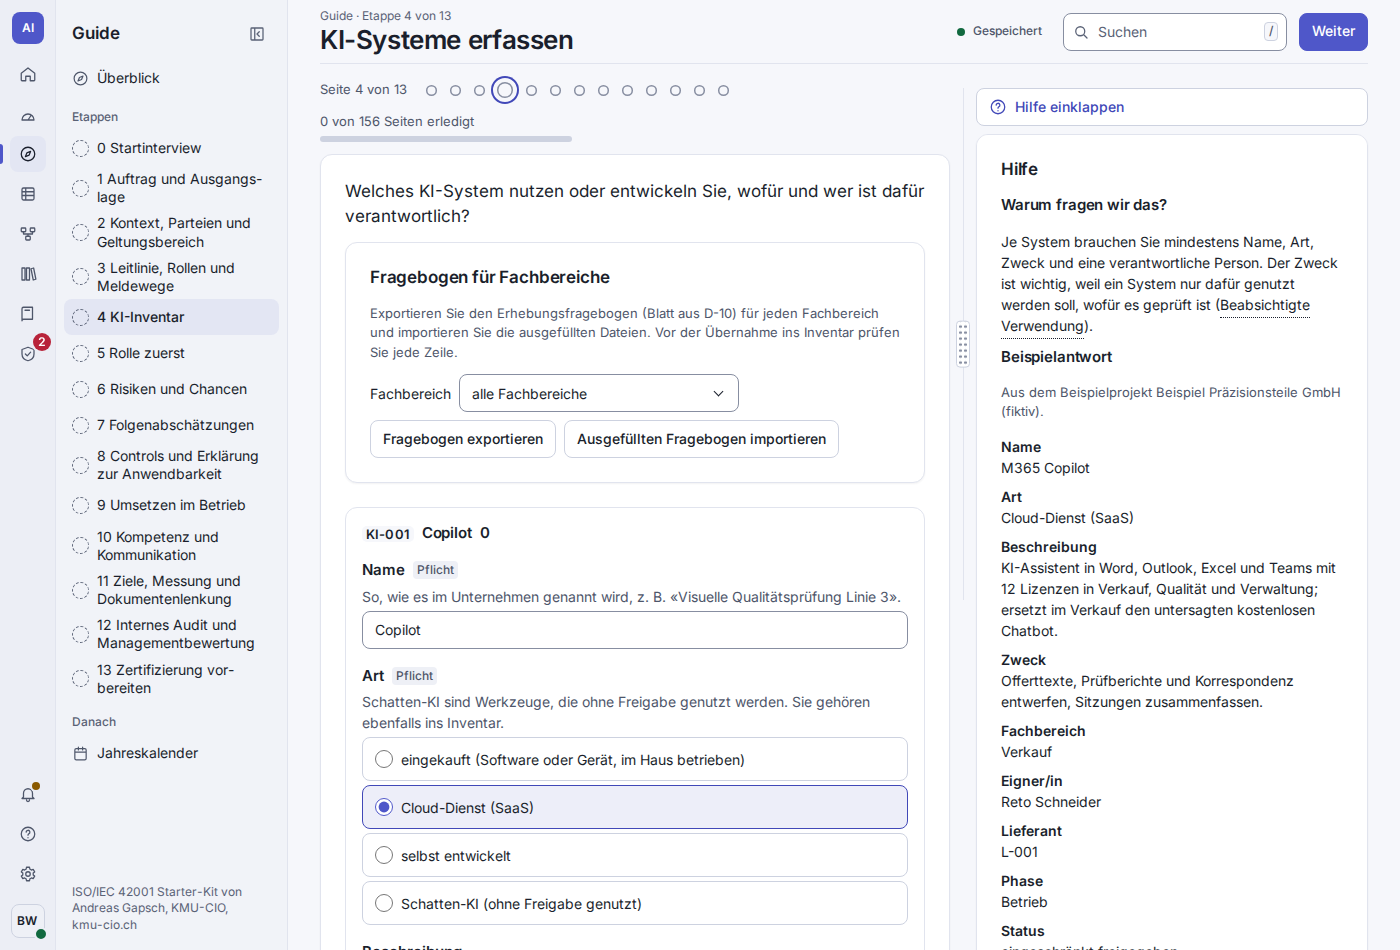 AI
Guide
Überblick
Etappen
0 Startinterview
1 Auftrag und Ausgangs-
lage
2 Kontext, Parteien und
Geltungsbereich
3 Leitlinie, Rollen und
Meldewege
4 KI-Inventar
5 Rolle zuerst
6 Risiken und Chancen
7 Folgenabschätzungen
8 Controls und Erklärung
zur Anwendbarkeit
9 Umsetzen im Betrieb
10 Kompetenz und
Kommunikation
11 Ziele, Messung und
Dokumentenlenkung
12 Internes Audit und
Managementbewertung
13 Zertifizierung vor-
bereiten
Danach
Jahreskalender
ISO/IEC 42001 Starter-Kit von
Andreas Gapsch, KMU-CIO,
kmu-cio.ch
2
BW
Guide · Etappe 4 von 13
KI-Systeme erfassen
Gespeichert
Suchen
/
Weiter
Seite 4 von 13
0 von 156 Seiten erledigt
Welches KI-System nutzen oder entwickeln Sie, wofür und wer ist dafür
verantwortlich?
Fragebogen für Fachbereiche
Exportieren Sie den Erhebungsfragebogen (Blatt aus D-10) für jeden Fachbereich
und importieren Sie die ausgefüllten Dateien. Vor der Übernahme ins Inventar prüfen
Sie jede Zeile.
Fachbereich
alle Fachbereiche
Fragebogen exportieren
Ausgefüllten Fragebogen importieren
KI-001 Copilot 0
Name Pflicht
So, wie es im Unternehmen genannt wird, z. B. «Visuelle Qualitätsprüfung Linie 3».
Copilot
Art Pflicht
Schatten-KI sind Werkzeuge, die ohne Freigabe genutzt werden. Sie gehören
ebenfalls ins Inventar.
eingekauft (Software oder Gerät, im Haus betrieben)
Cloud-Dienst (SaaS)
selbst entwickelt
Schatten-KI (ohne Freigabe genutzt)
Beschreibung
Hilfe einklappen
Hilfe
Warum fragen wir das?
Je System brauchen Sie mindestens Name, Art,
Zweck und eine verantwortliche Person. Der Zweck
ist wichtig, weil ein System nur dafür genutzt
werden soll, wofür es geprüft ist (Beabsichtigte
Verwendung).
Beispielantwort
Aus dem Beispielprojekt Beispiel Präzisionsteile GmbH
(fiktiv).
Name
M365 Copilot
Art
Cloud-Dienst (SaaS)
Beschreibung
KI-Assistent in Word, Outlook, Excel und Teams mit
12 Lizenzen in Verkauf, Qualität und Verwaltung;
ersetzt im Verkauf den untersagten kostenlosen
Chatbot.
Zweck
Offerttexte, Prüfberichte und Korrespondenz
entwerfen, Sitzungen zusammenfassen.
Fachbereich
Verkauf
Eigner/in
Reto Schneider
Lieferant
L-001
Phase
Betrieb
Status
eingeschränkt freigegeben